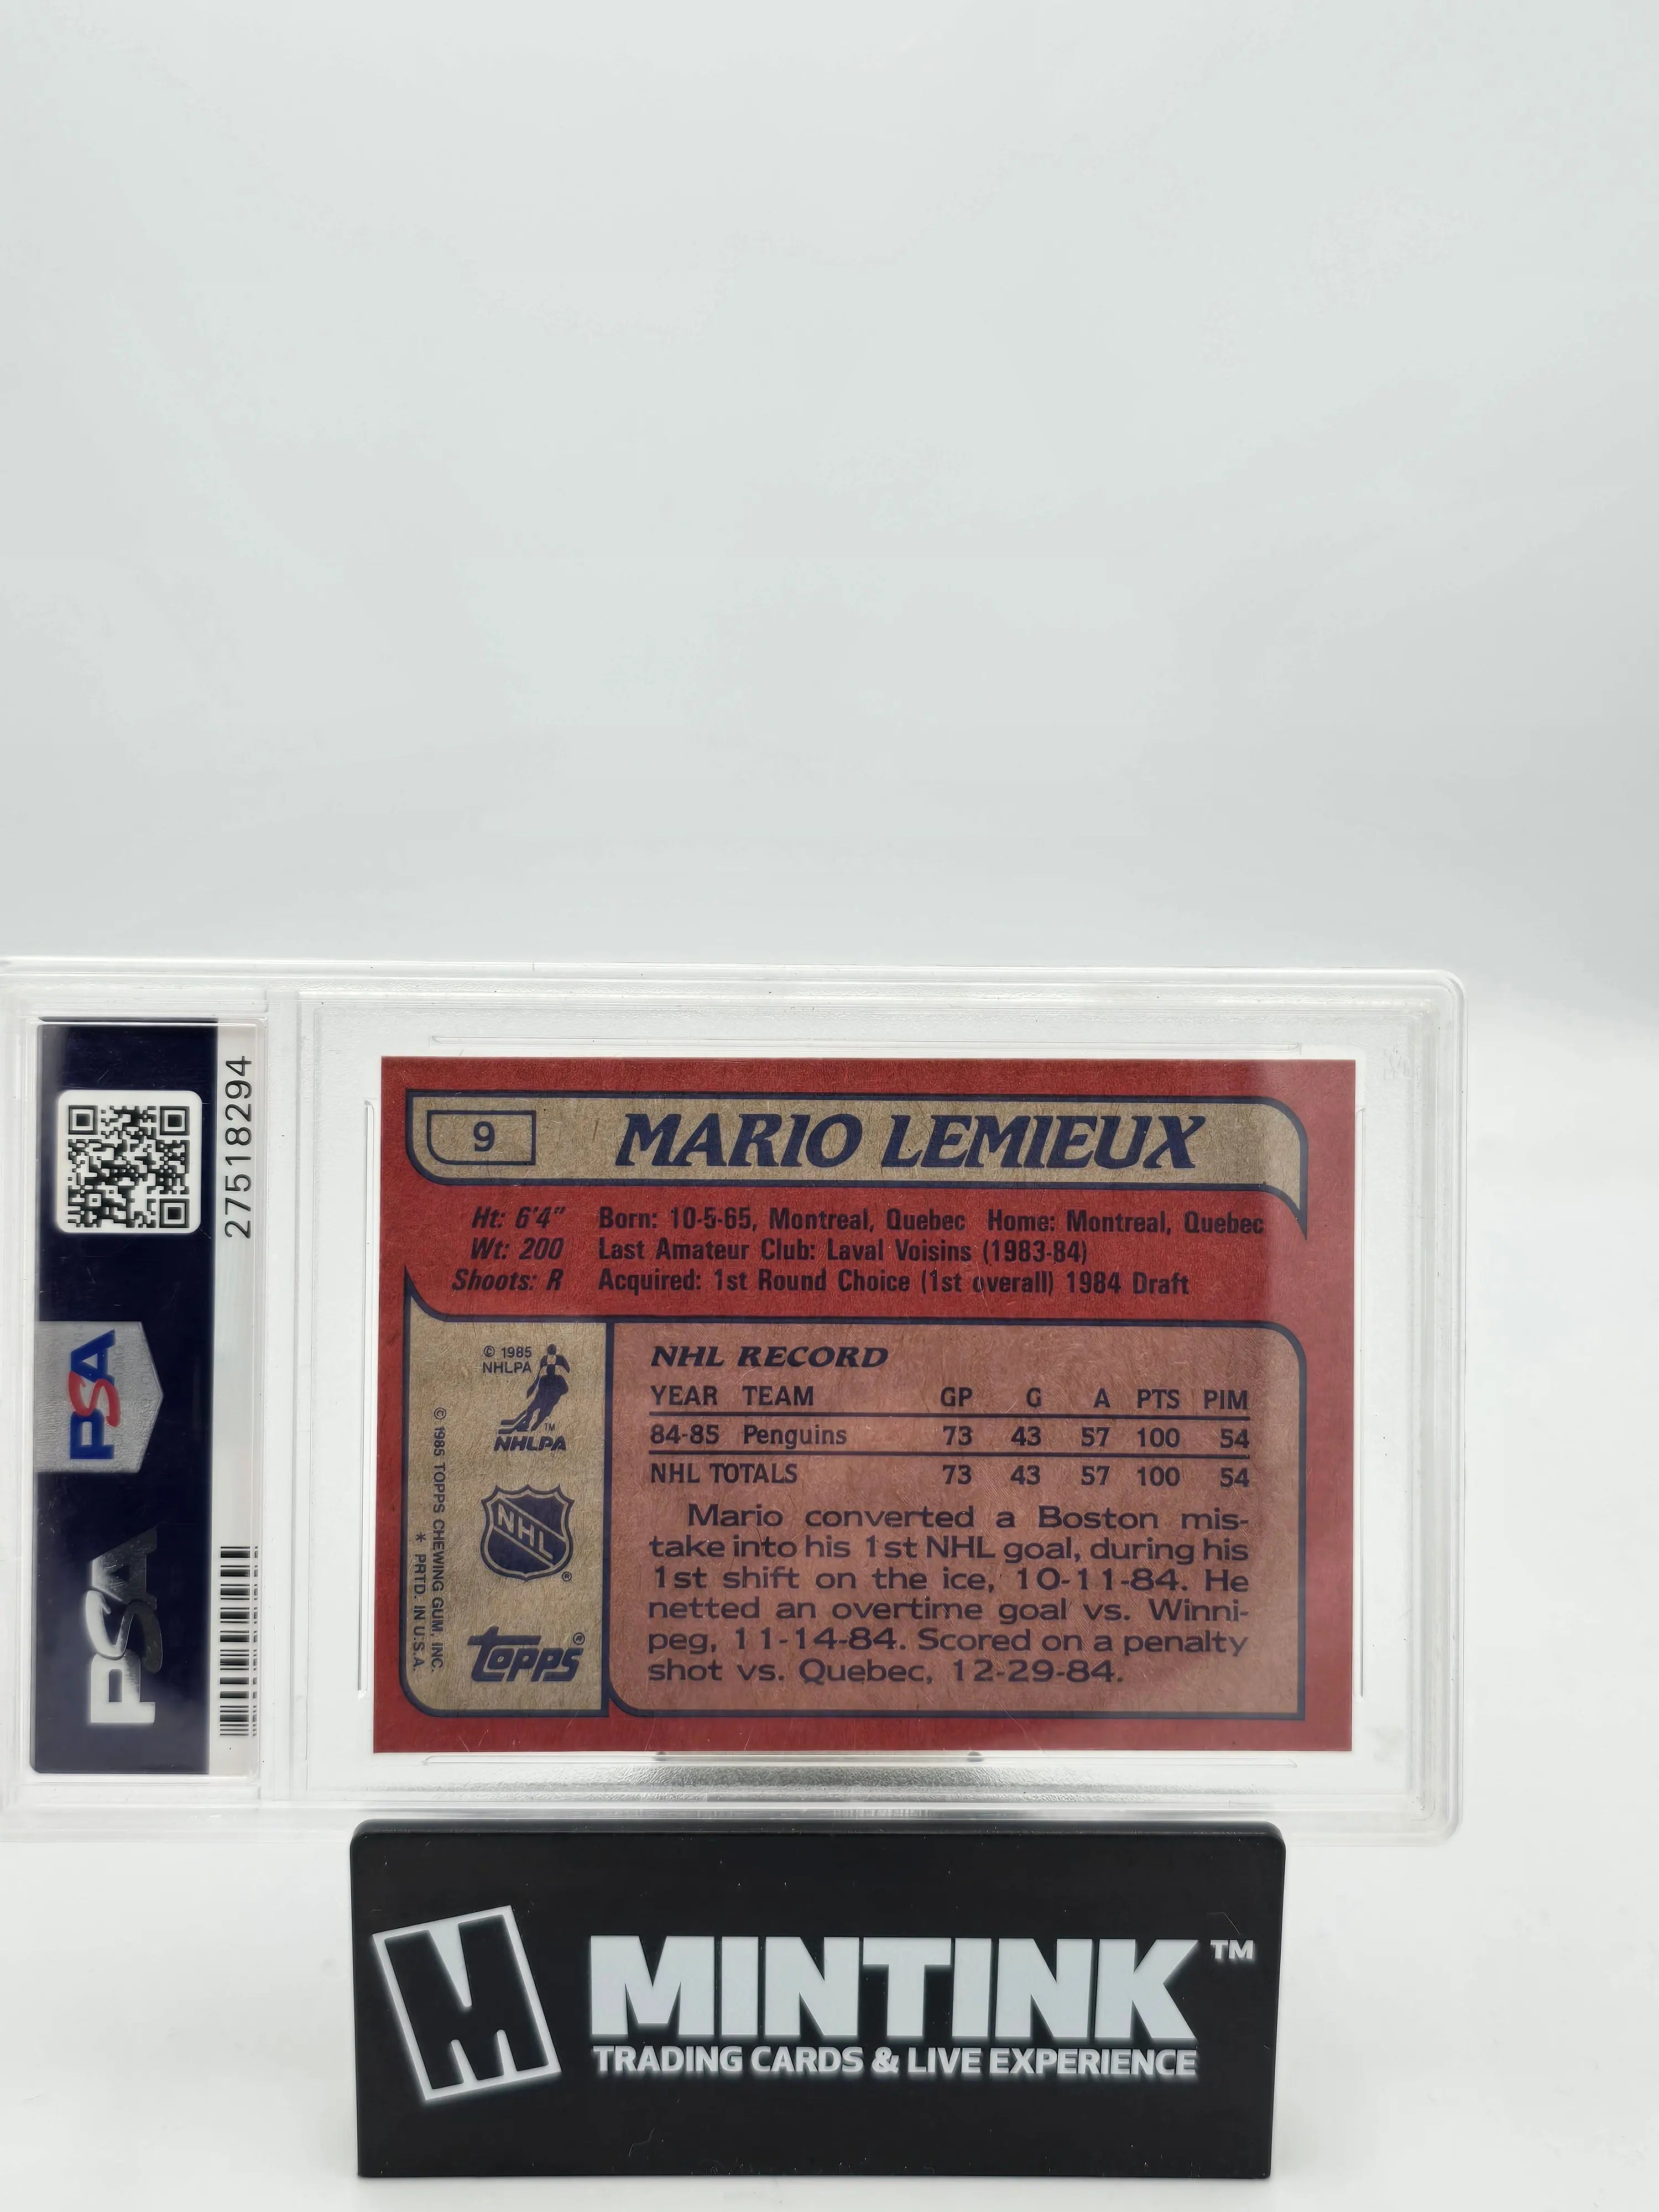 27518294
PSA
PSA
9
MARIO LEMIEUX
Ht: 6'4" Born: 10-5-65, Montreal, Quebec Home: Montreal, Quebec
Wt: 200 Last Amateur Club: Laval Voisins (1983-84)
Shoots: R Acquired: 1st Round Choice (1st overall) 1984 Draft
© 1985
NHLPA
TM
NHLPA
NHL
®
topps®
© 1985 TOPPS CHEWING GUM, INC.
* PRTD. IN U.S.A.
NHL RECORD
YEAR TEAM GP G A PTS PIM
84-85 Penguins 73 43 57 100 54
NHL TOTALS 73 43 57 100 54
Mario converted a Boston mis-
take into his 1st NHL goal, during his
1st shift on the ice, 10-11-84. He
netted an overtime goal vs. Winni-
peg, 11-14-84. Scored on a penalty
shot vs. Quebec, 12-29-84.
M MINTINK™
TRADING CARDS & LIVE EXPERIENCE